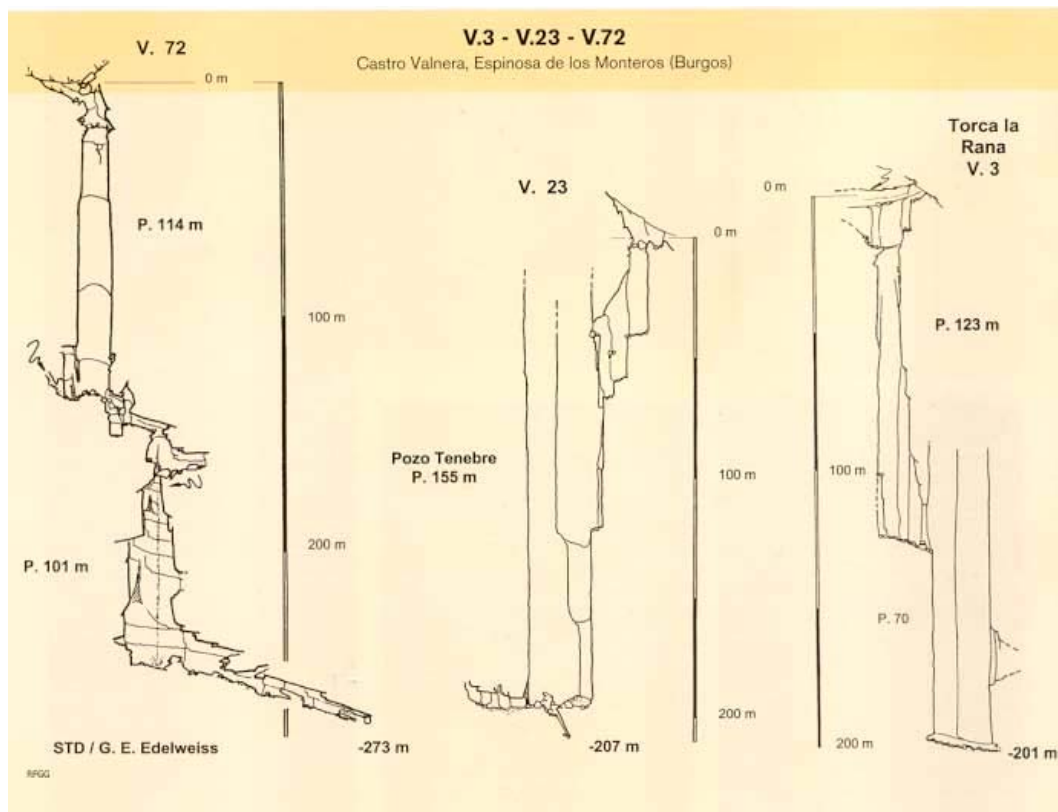 V.3 - V.23 - V.72
Castro Valnera, Espinosa de los Monteros (Burgos)
V. 72
0 m
P. 114 m
100 m
200 m
P. 101 m
-273 m
STD / G. E. Edelweiss
RFGG
V. 23
0 m
Pozo Tenebre
P. 155 m
100 m
200 m
-207 m
Torca la
Rana
V. 3
0 m
P. 123 m
100 m
P. 70
200 m
-201 m